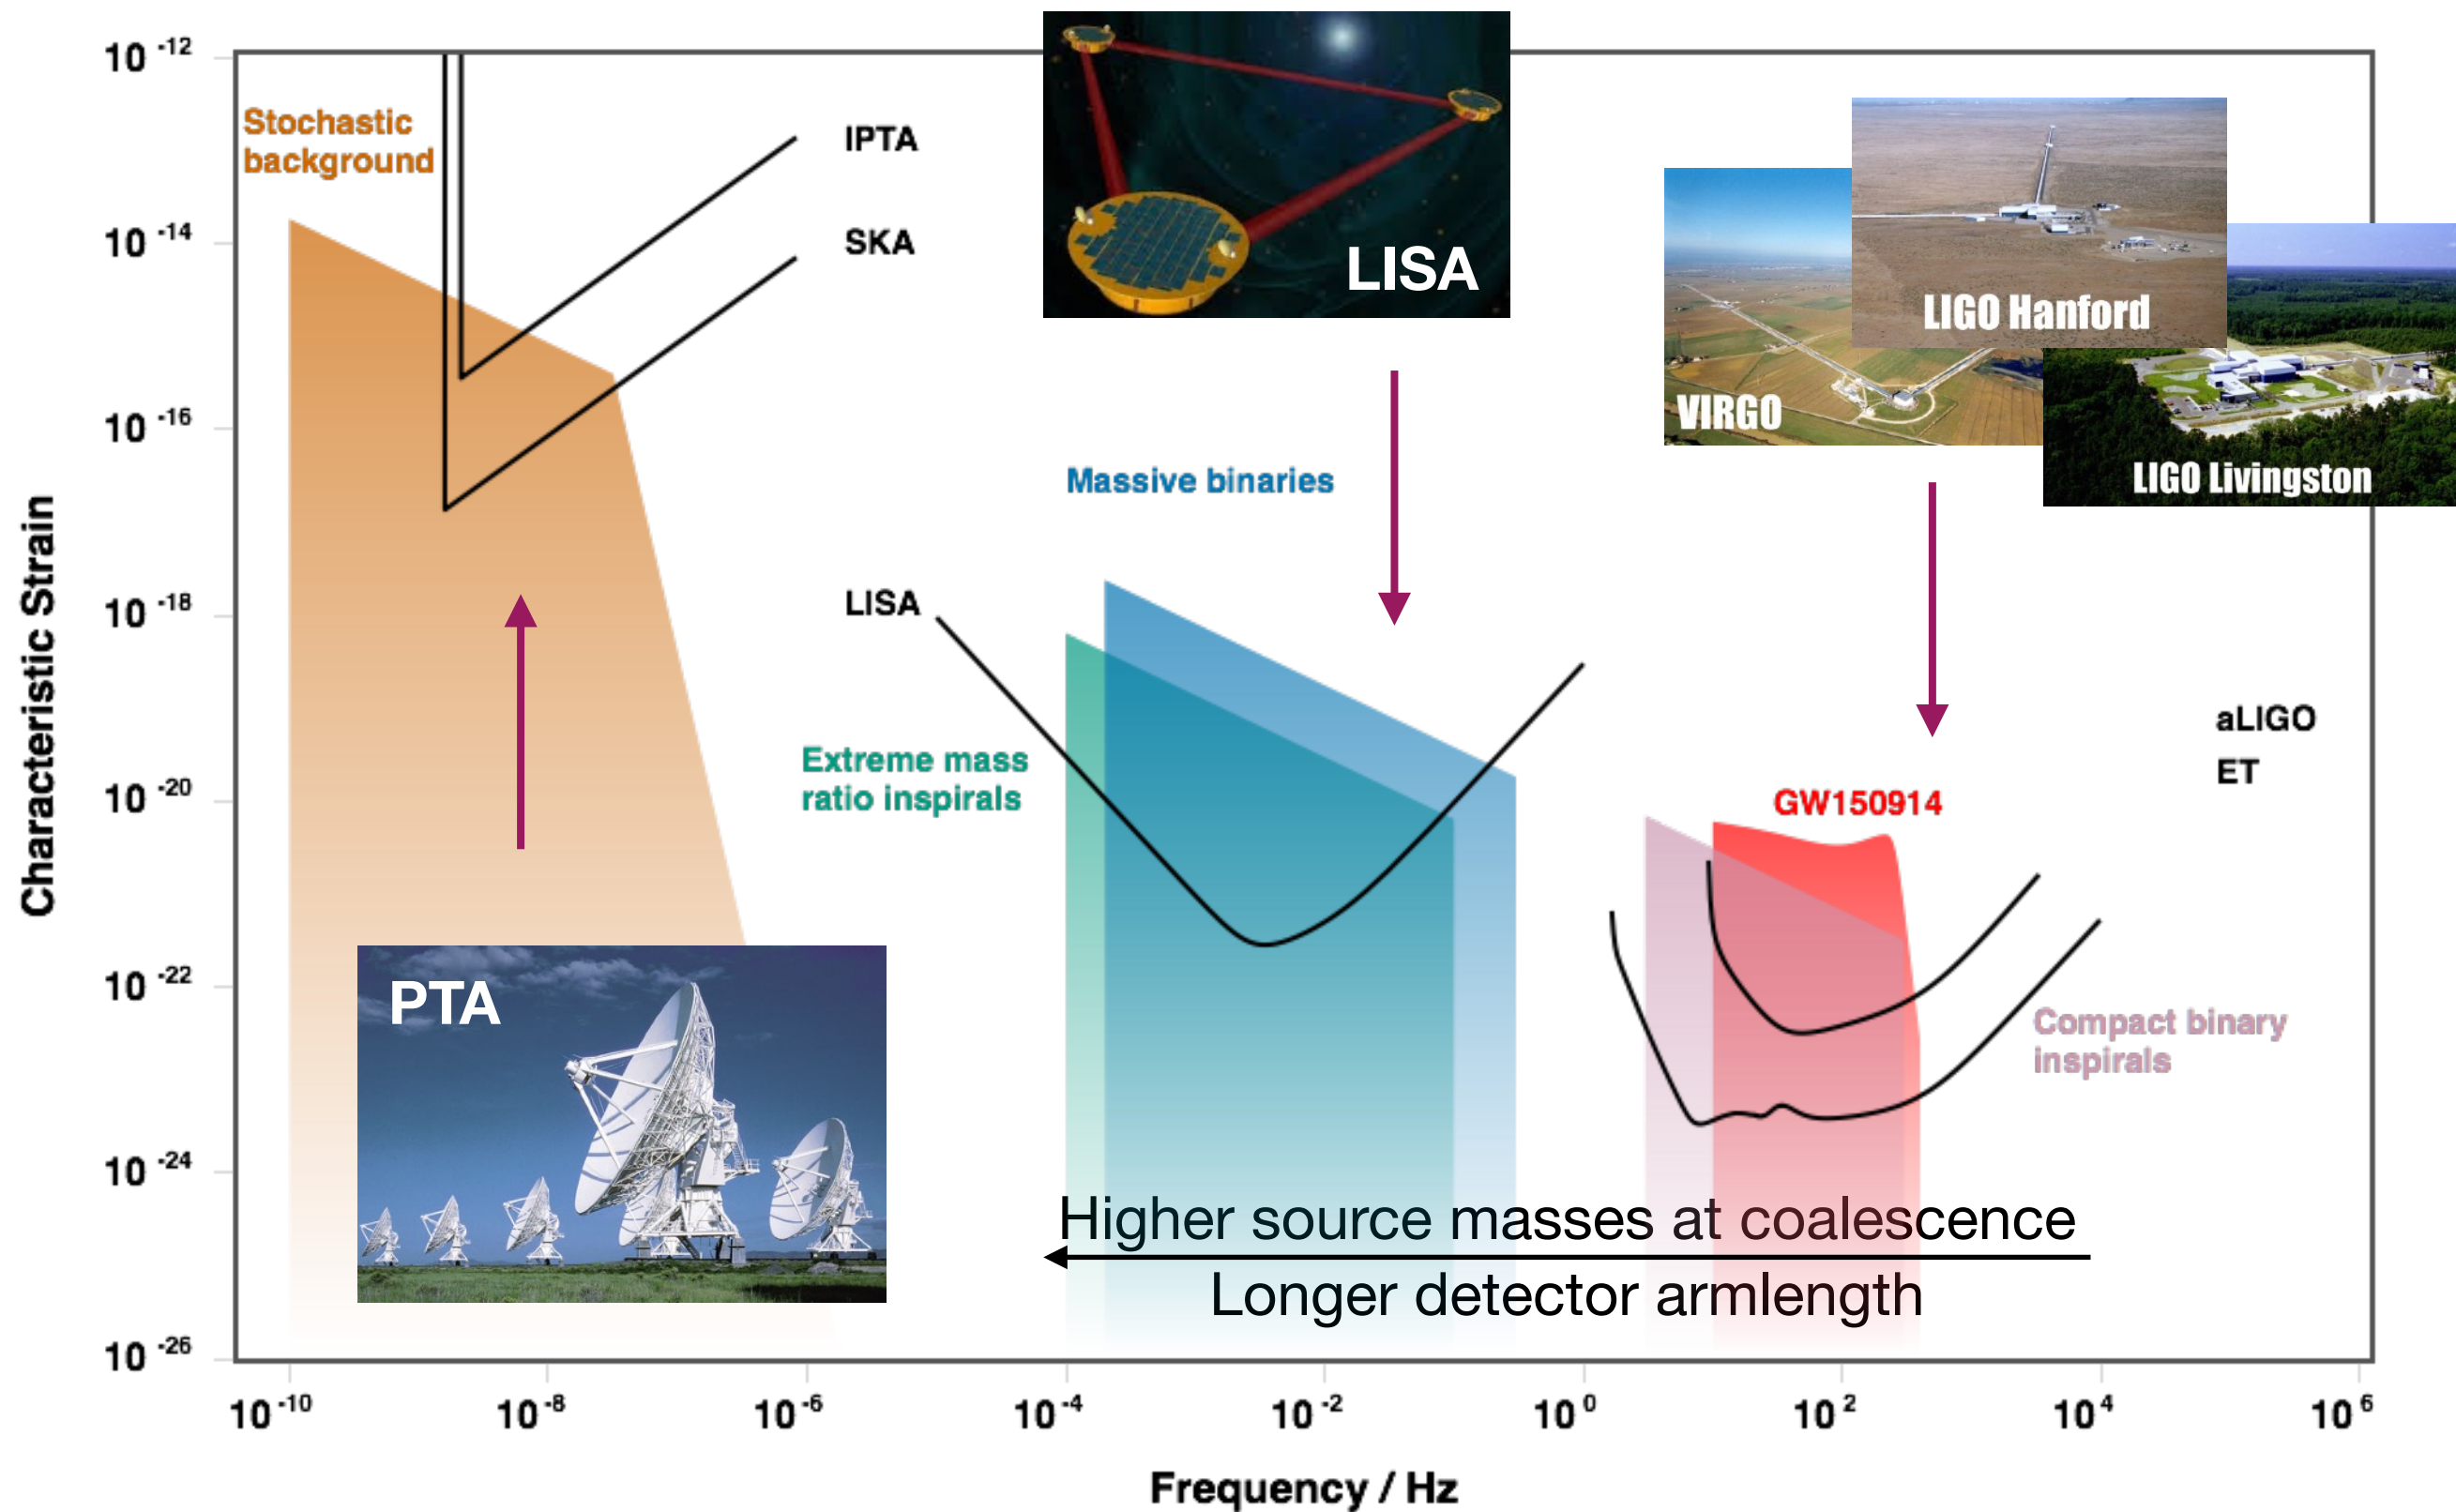 10 -12
10 -14
10 -16
10 -18
10 -20
10 -22
10 -24
10 -26
Characteristic Strain
Stochastic
background
IPTA
SKA
LISA
VIRGO
LIGO Hanford
LIGO Livingston
Massive binaries
LISA
Extreme mass
ratio inspirals
aLIGO
ET
GW150914
PTA
Compact binary
inspirals
Higher source masses at coalescence
Longer detector armlength
10 -10
10 -8
10 -6
10 -4
10 -2
10 0
10 2
10 4
10 6
Frequency / Hz